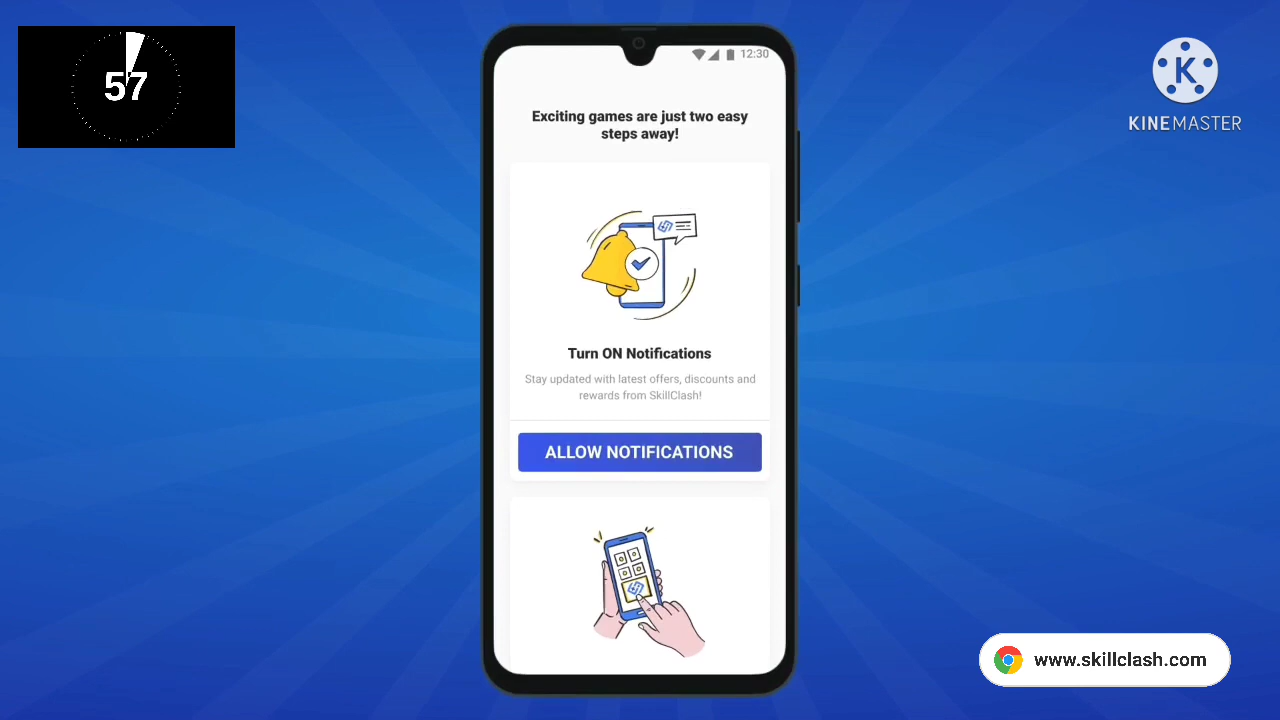 57
12:30
KINEMASTER
K
Exciting games are just two easy
steps away!
Turn ON Notifications
Stay updated with latest offers, discounts and
rewards from SkillClash!
ALLOW NOTIFICATIONS
www.skillclash.com